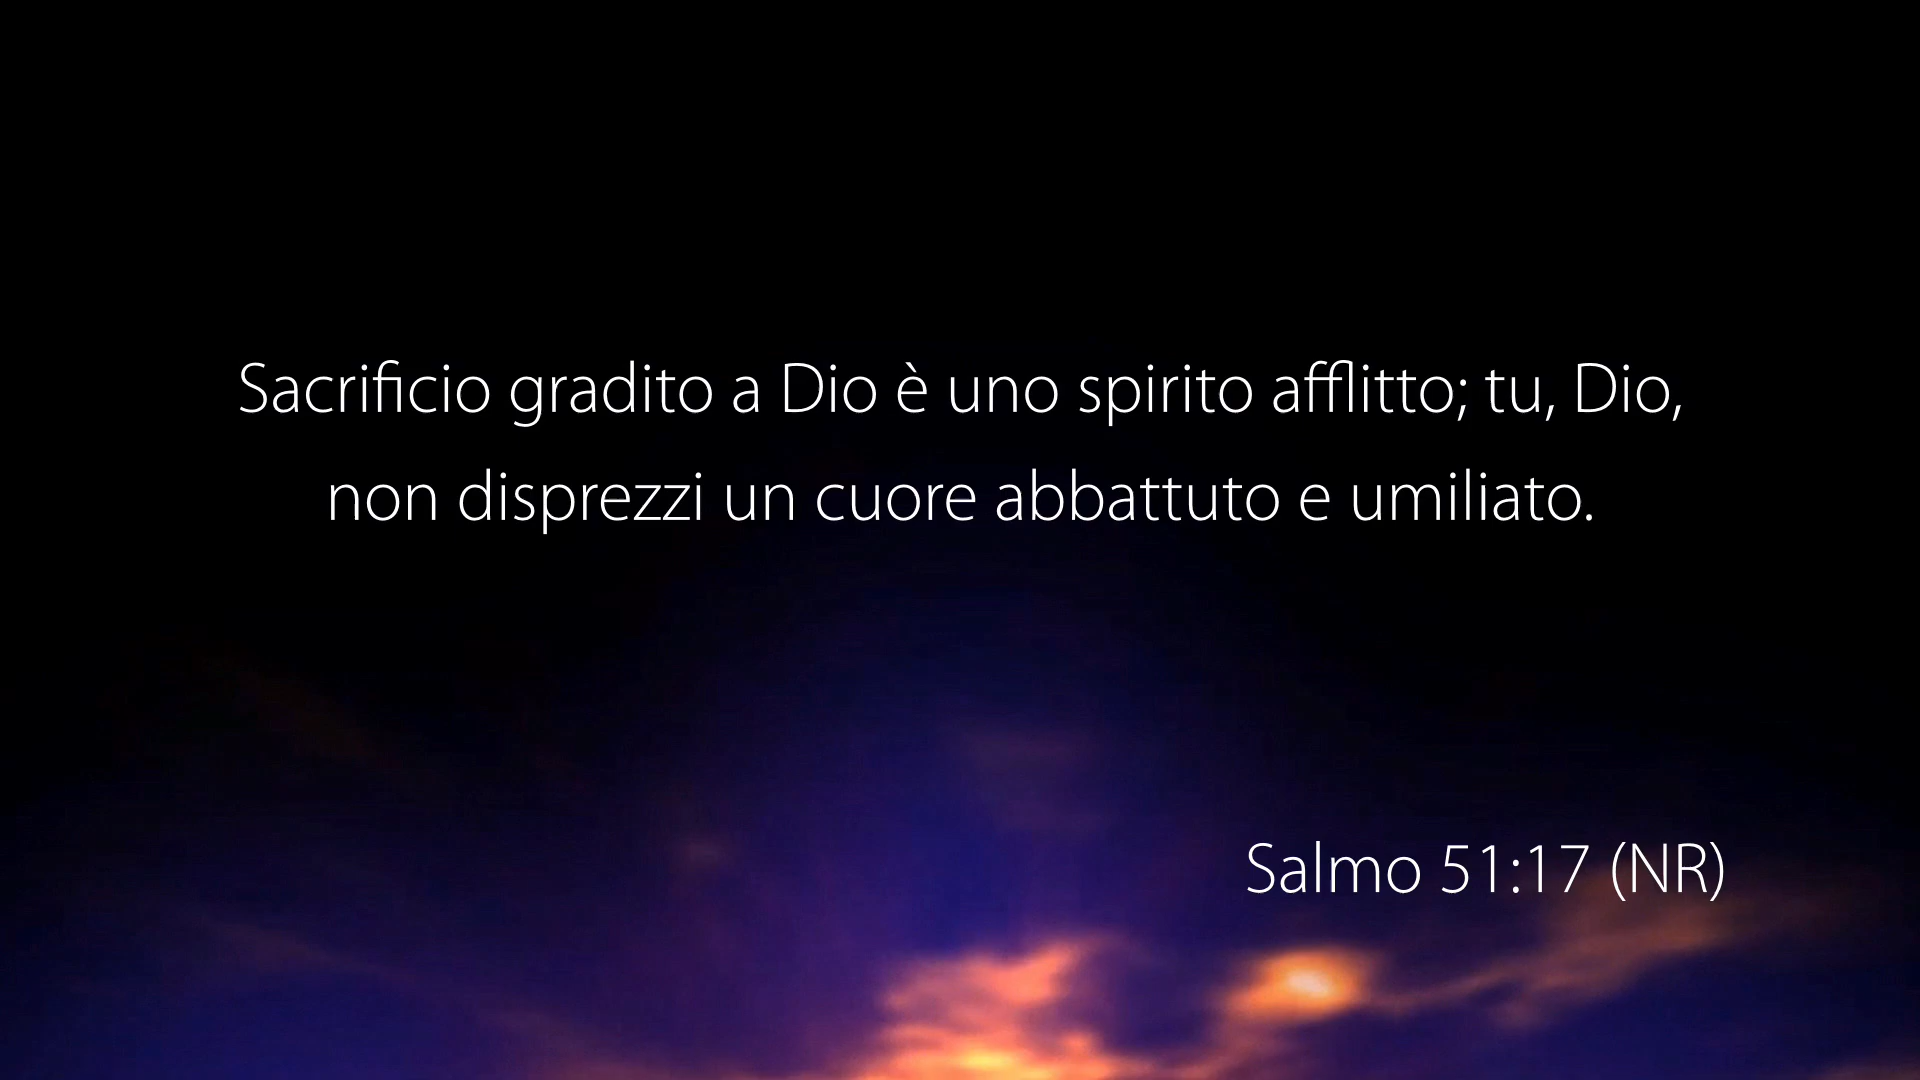 Sacrificio gradito a Dio è uno spirito afflitto; tu, Dio,
non disprezzi un cuore abbattuto e umiliato.
Salmo 51:17 (NR)